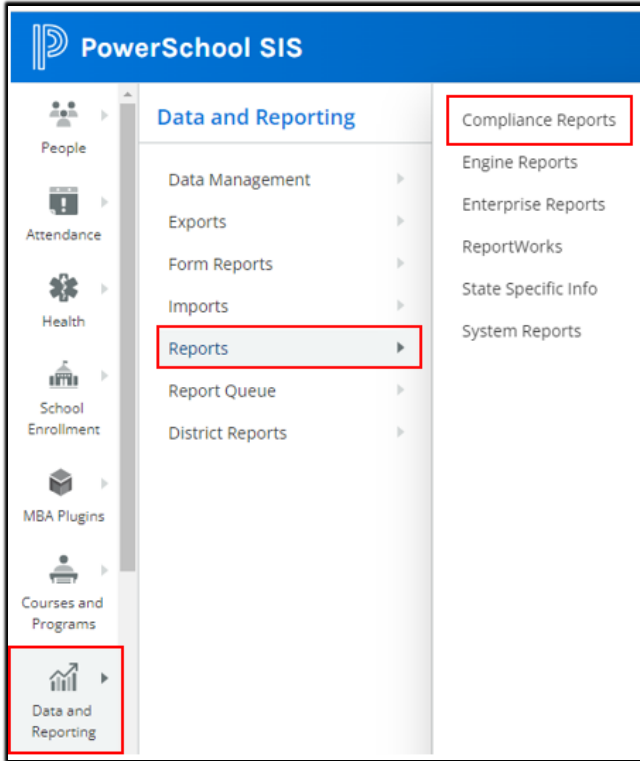 PowerSchool SIS
People
Attendance
Health
School
Enrollment
MBA Plugins
Courses and
Programs
Data and
Reporting
Data and Reporting
Data Management
Exports
Form Reports
Imports
Reports
Report Queue
District Reports
Compliance Reports
Engine Reports
Enterprise Reports
ReportWorks
State Specific Info
System Reports